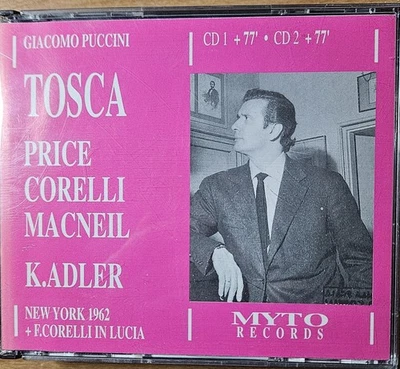 GIACOMO PUCCINI
CD 1 + 77' • CD 2 + 77'
TOSCA
PRICE
CORELLI
MACNEIL
K.ADLER
NEW YORK 1962
+ F.CORELLI IN LUCIA
MYTO
RECORDS